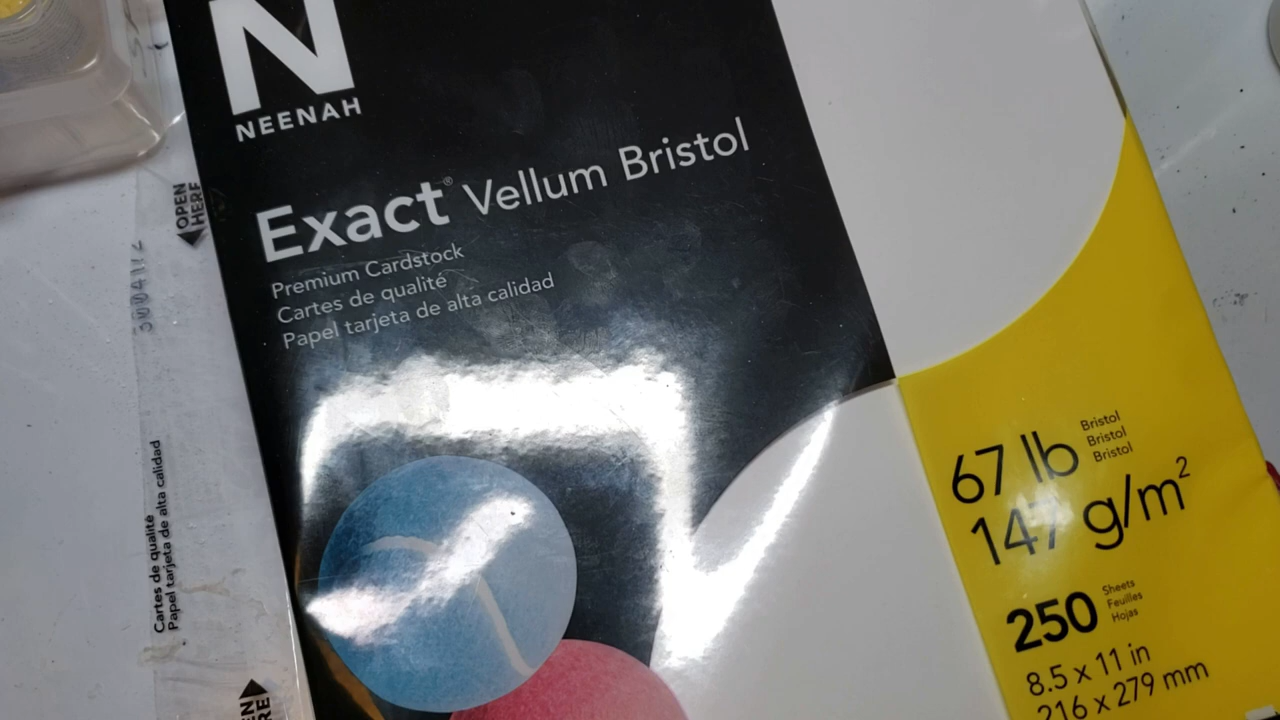 N
NEENAH
Exact® Vellum Bristol
Premium Cardstock
Cartes de qualité
Papel tarjeta de alta calidad
OPEN
HERE
Cartes de qualité
Papel tarjeta de alta calidad
67 lb
Bristol
Bristol
Bristol
147 g/m²
250
Sheets
Feuilles
Hojas
8.5 x 11 in
216 x 279 mm